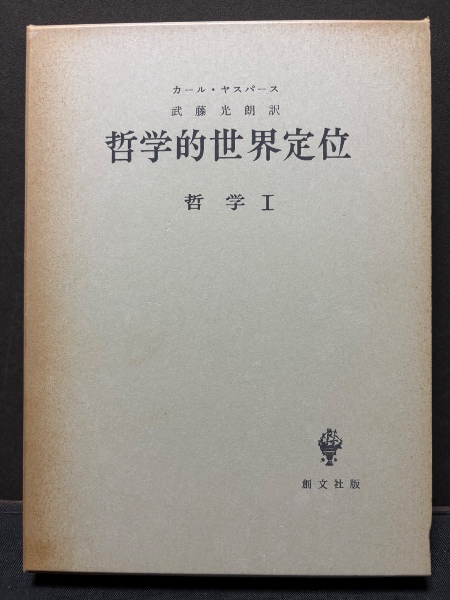 カール・ヤスパース
武藤光朗訳
哲学的世界定位
哲学 I
創文社版